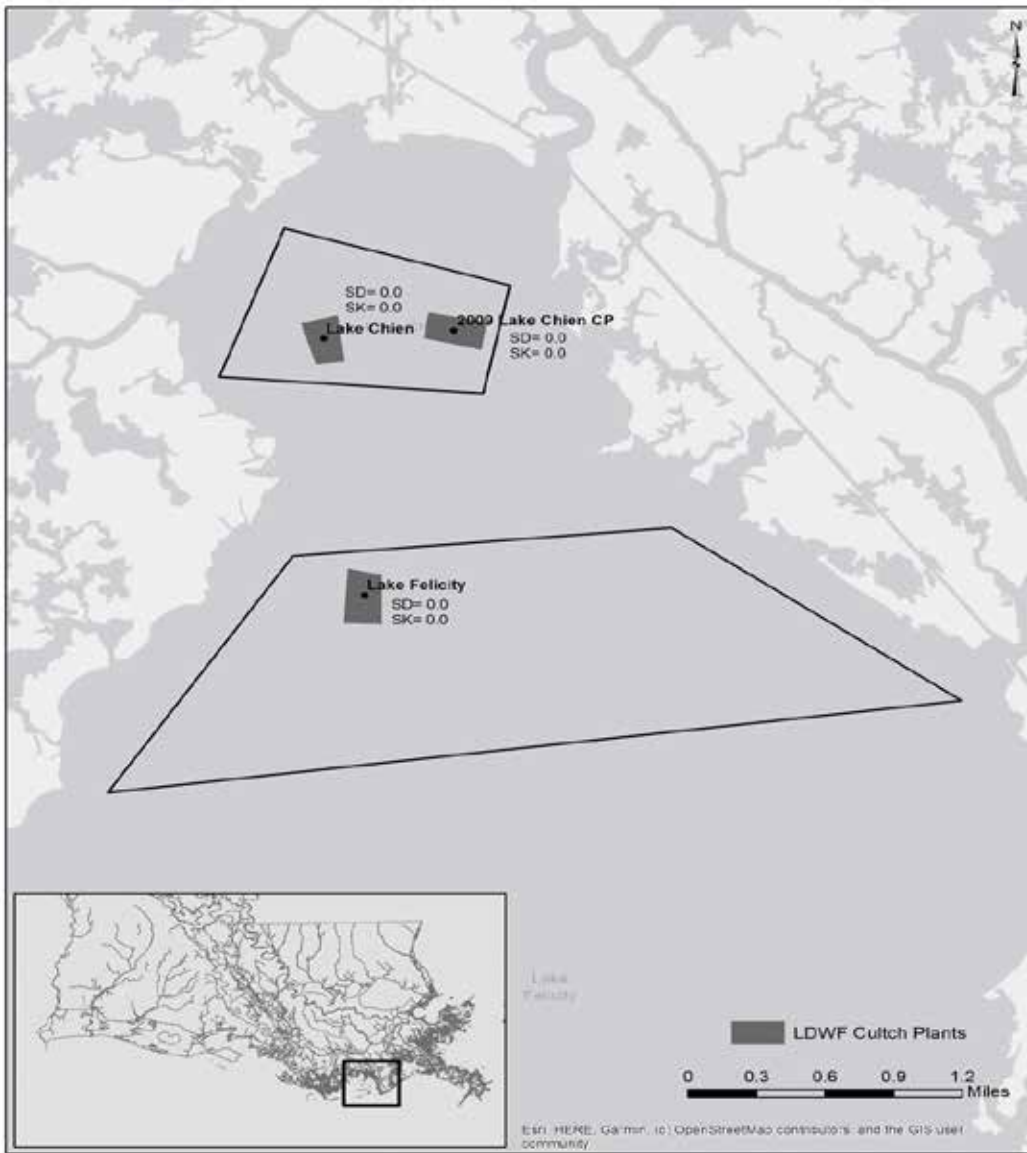 N
SD= 0.0
SK= 0.0
Lake Chien
2009 Lake Chien CP
SD= 0.0
SK= 0.0
Lake Felicity
SD= 0.0
SK= 0.0
Lake
Felicity
LDWF Cultch Plants
0 0.3 0.6 0.9 1.2
Miles
Esri, HERE, Garmin, (c) OpenStreetMap contributors, and the GIS user
community